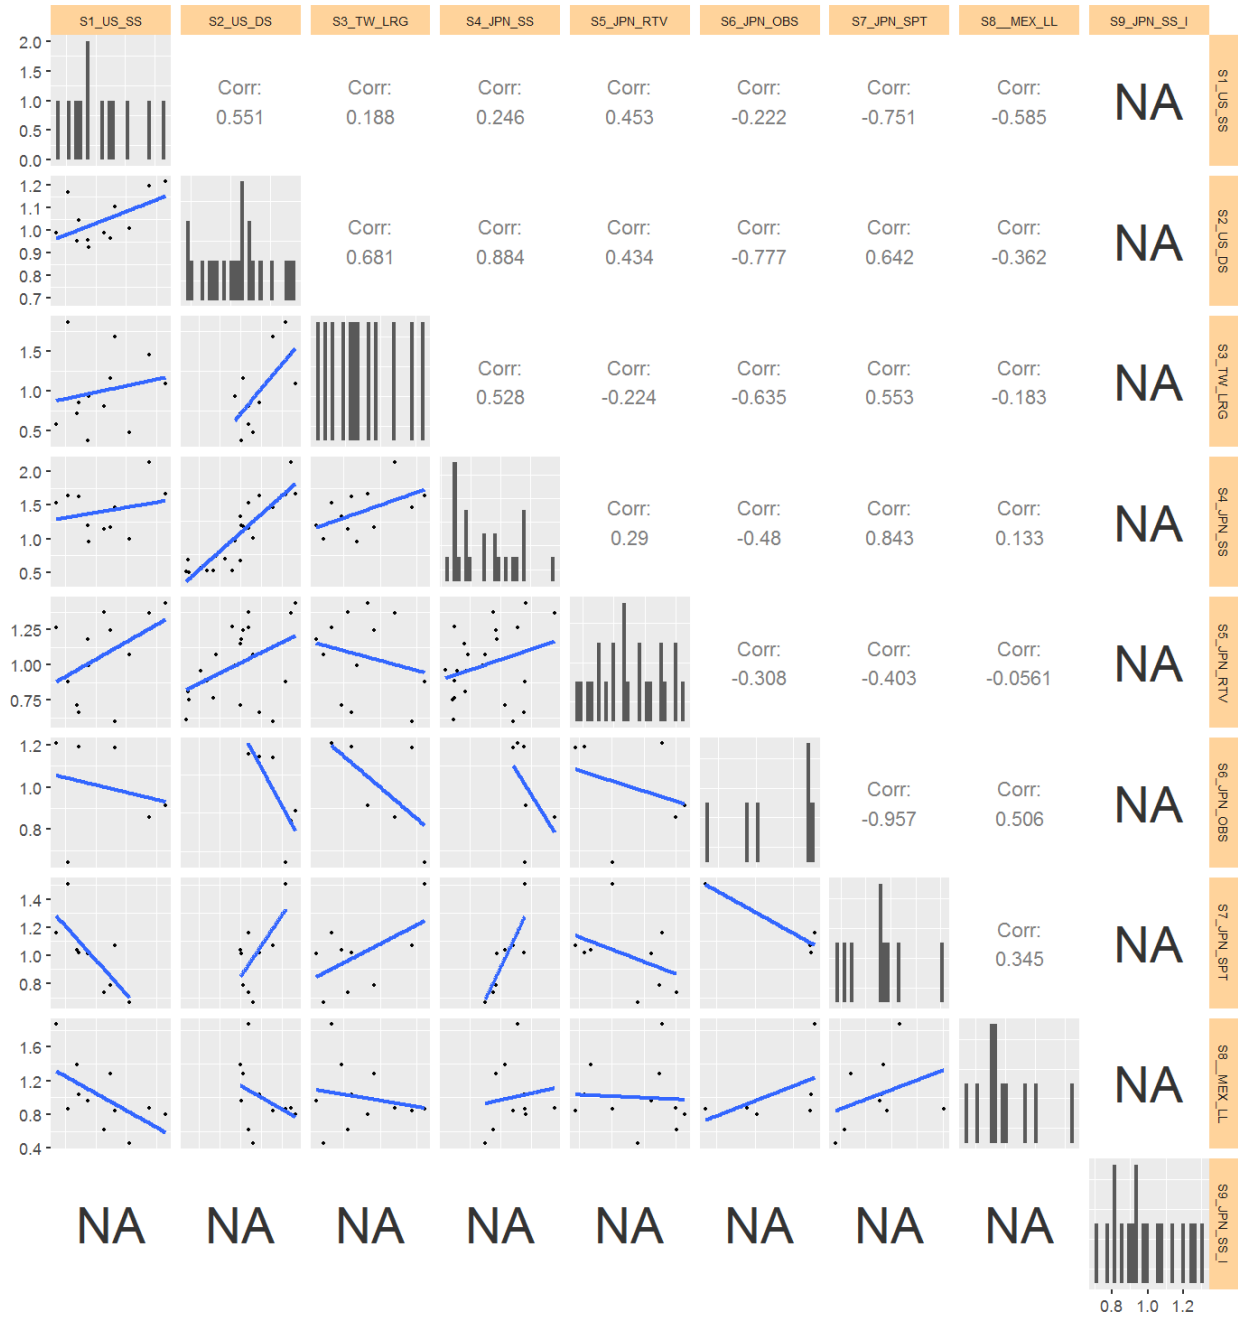 S1_US_SS S2_US_DS S3_TW_LRG S4_JPN_SS S5_JPN_RTV S6_JPN_OBS S7_JPN_SPT S8__MEX_LL S9_JPN_SS_I
2.0
1.5
1.0
0.5
0.0
Corr: Corr: Corr: Corr: Corr: Corr: Corr:
0.551 0.188 0.246 0.453 -0.222 -0.751 -0.585
NA
S1_US_SS
1.2
1.1
1.0
0.9
0.8
0.7
Corr: Corr: Corr: Corr: Corr: Corr:
0.681 0.884 0.434 -0.777 0.642 -0.362
NA
S2_US_DS
1.5
1.0
0.5
Corr: Corr: Corr: Corr: Corr:
0.528 -0.224 -0.635 0.553 -0.183
NA
S3_TW_LRG
2.0
1.5
1.0
0.5
Corr: Corr: Corr: Corr:
0.29 -0.48 0.843 0.133
NA
S4_JPN_SS
1.25
1.00
0.75
Corr: Corr: Corr:
-0.308 -0.403 -0.0561
NA
S5_JPN_RTV
1.2
1.0
0.8
Corr: Corr:
-0.957 0.506
NA
S6_JPN_OBS
1.4
1.2
1.0
0.8
Corr:
0.345
NA
S7_JPN_SPT
1.6
1.2
0.8
0.4
NA
S8__MEX_LL
NA NA NA NA NA NA NA NA
S9_JPN_SS_I
0.8 1.0 1.2